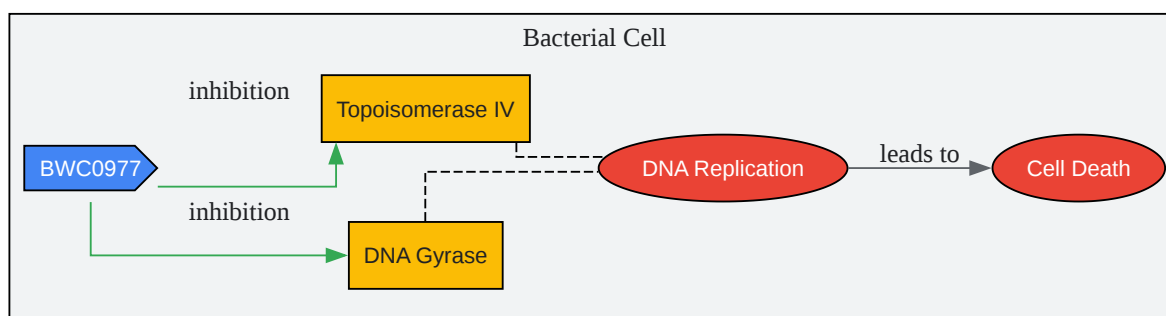 Bacterial Cell
inhibition
Topoisomerase IV
BWC0977
DNA Replication
leads to
Cell Death
inhibition
DNA Gyrase